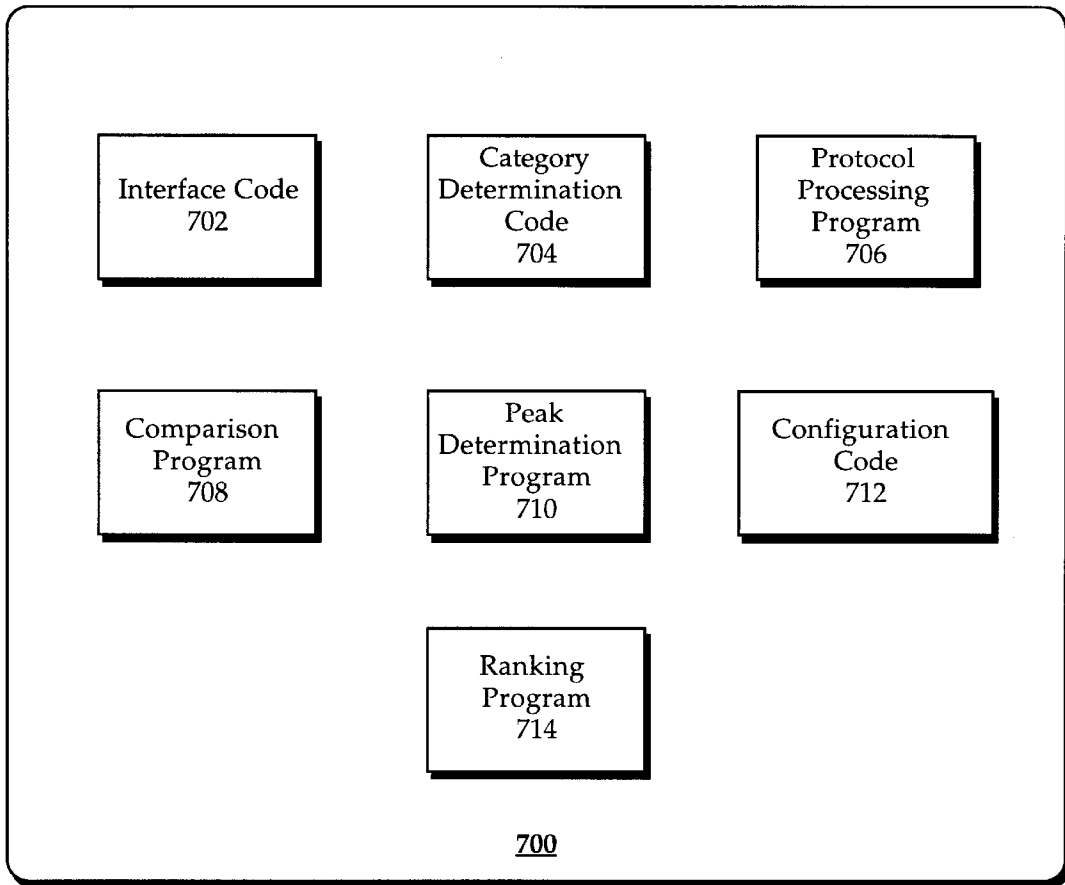 Interface Code
702
Category
Determination
Code
704
Protocol
Processing
Program
706
Comparison
Program
708
Peak
Determination
Program
710
Configuration
Code
712
Ranking
Program
714
700